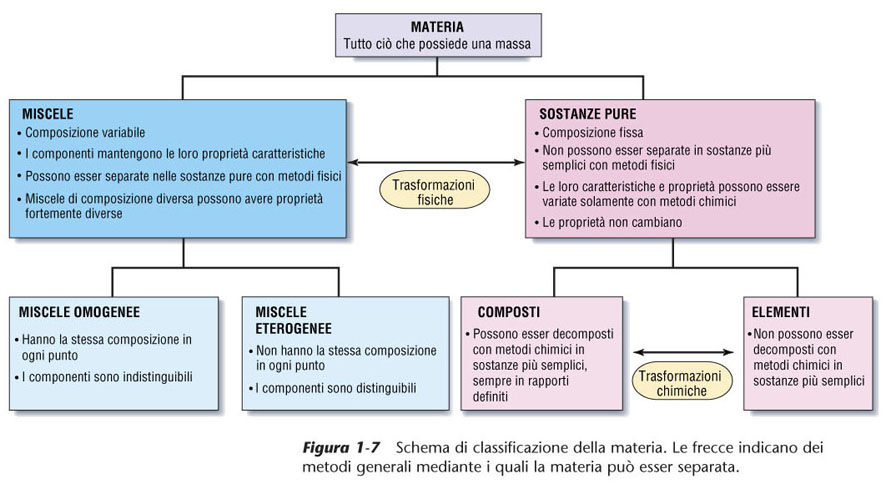 MATERIA
Tutto ciò che possiede una massa
MISCELE
• Composizione variabile
• I componenti mantengono le loro proprietà caratteristiche
• Possono esser separate nelle sostanze pure con metodi fisici
• Miscele di composizione diversa possono avere proprietà
fortemente diverse
Trasformazioni
fisiche
SOSTANZE PURE
• Composizione fissa
• Non possono esser separate in sostanze più
semplici con metodi fisici
• Le loro caratteristiche e proprietà possono essere
variate solamente con metodi chimici
• Le proprietà non cambiano
MISCELE OMOGENEE
• Hanno la stessa composizione in
ogni punto
• I componenti sono indistinguibili
MISCELE
ETEROGENEE
• Non hanno la stessa composizione
in ogni punto
• I componenti sono distinguibili
COMPOSTI
• Possono esser decomposti
con metodi chimici in
sostanze più semplici,
sempre in rapporti
definiti
Trasformazioni
chimiche
ELEMENTI
• Non possono esser
decomposti con
metodi chimici in
sostanze più semplici
Figura 1-7 Schema di classificazione della materia. Le frecce indicano dei
metodi generali mediante i quali la materia può esser separata.